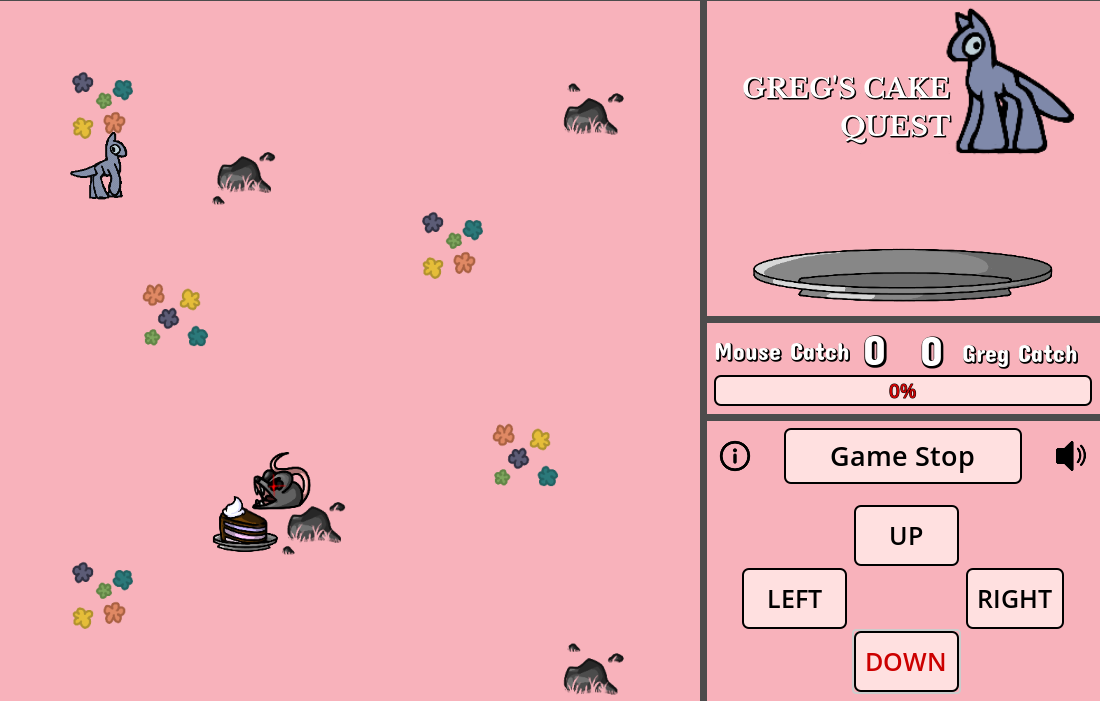 GREG'S CAKE
QUEST
Mouse Catch 0 0 Greg Catch
0%
Game Stop
UP
LEFT RIGHT
DOWN